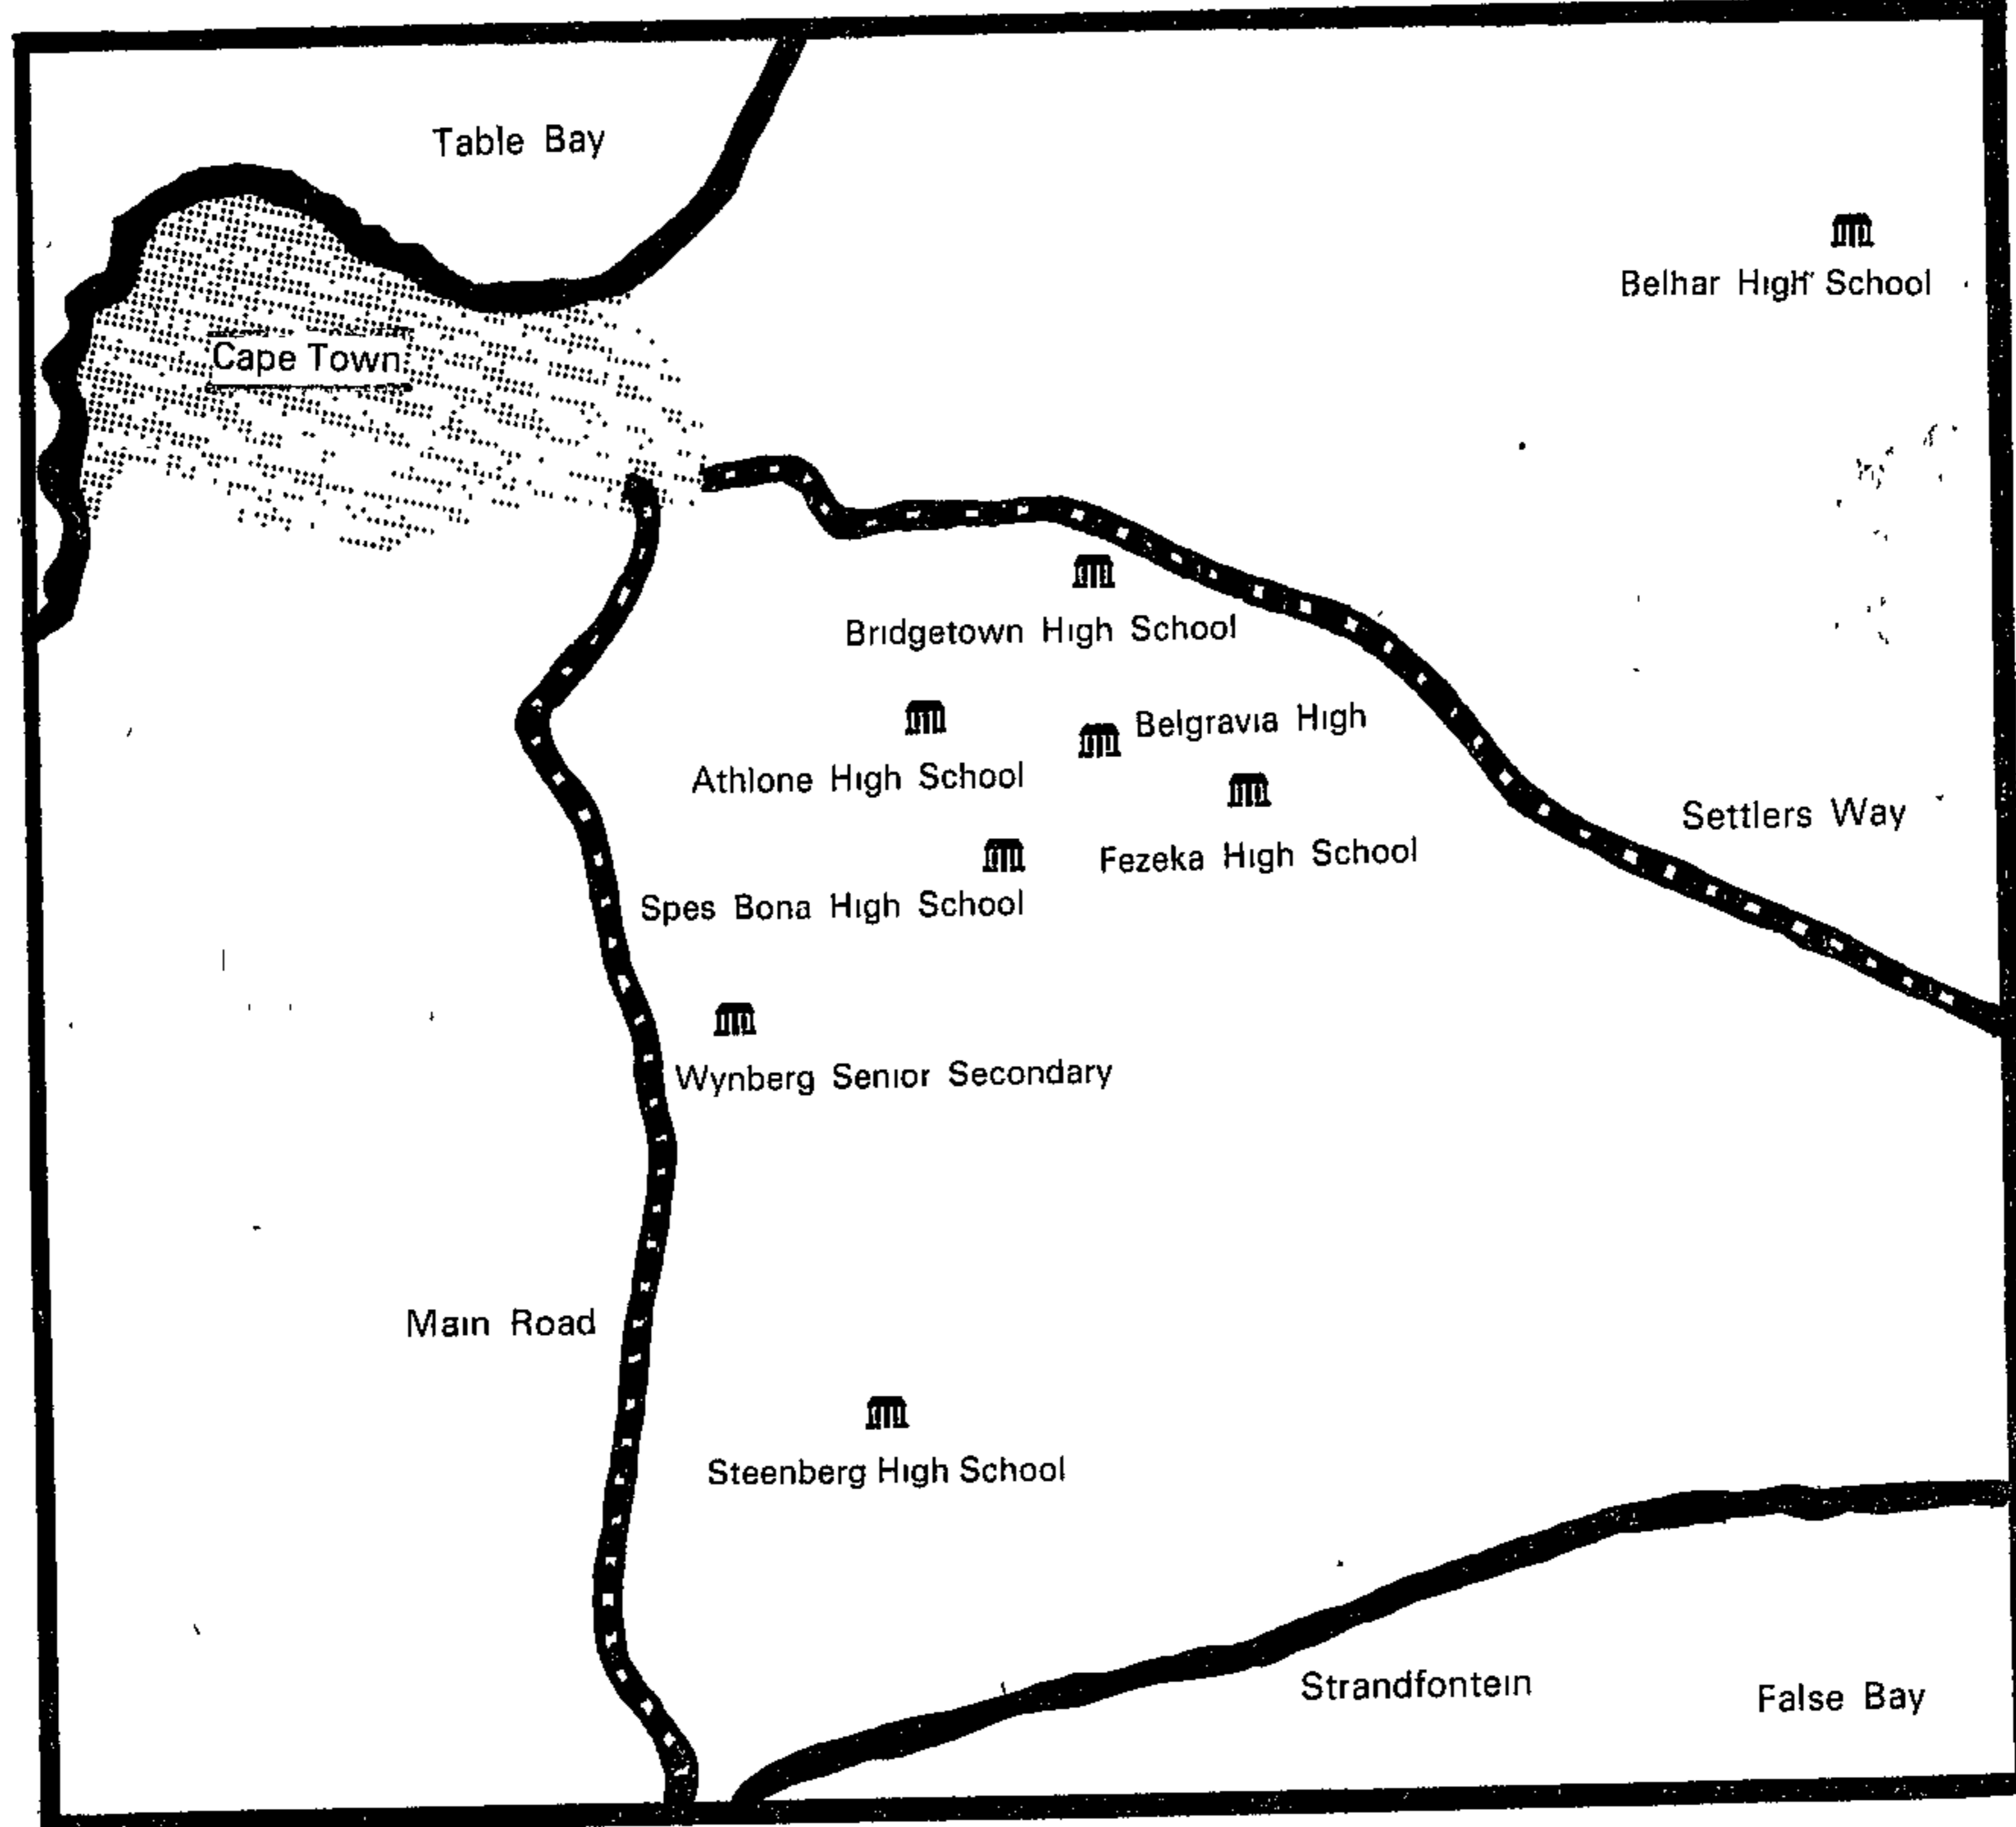 Table Bay
Belhar High School
Cape Town
Bridgetown High School
Belgravia High
Athlone High School
Settlers Way
Fezeka High School
Spes Bona High School
Wynberg Senior Secondary
Main Road
Steenberg High School
Strandfontein
False Bay